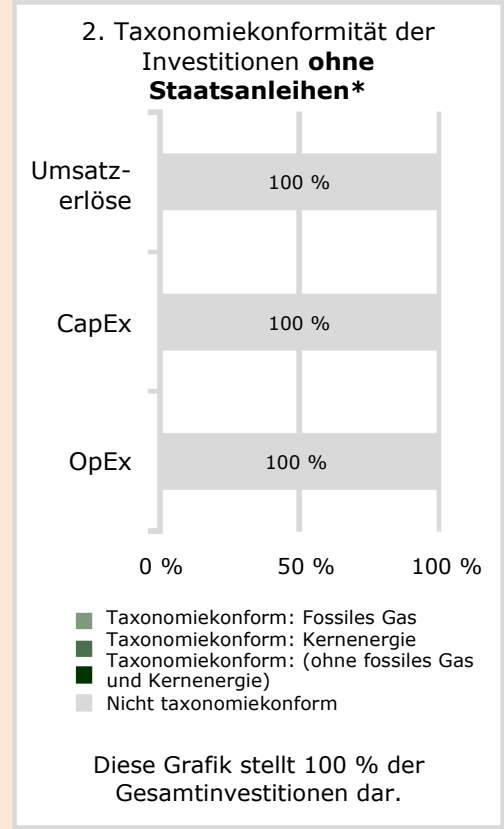 2. Taxonomiekonformität der
Investitionen ohne
Staatsanleihen*
Umsatz-
erlöse
100 %
CapEx
100 %
OpEx
100 %
0 %
50 %
100 %
Taxonomiekonform: Fossiles Gas
Taxonomiekonform: Kernenergie
Taxonomiekonform: (ohne fossiles Gas
und Kernenergie)
Nicht taxonomiekonform
Diese Grafik stellt 100 % der
Gesamtinvestitionen dar.